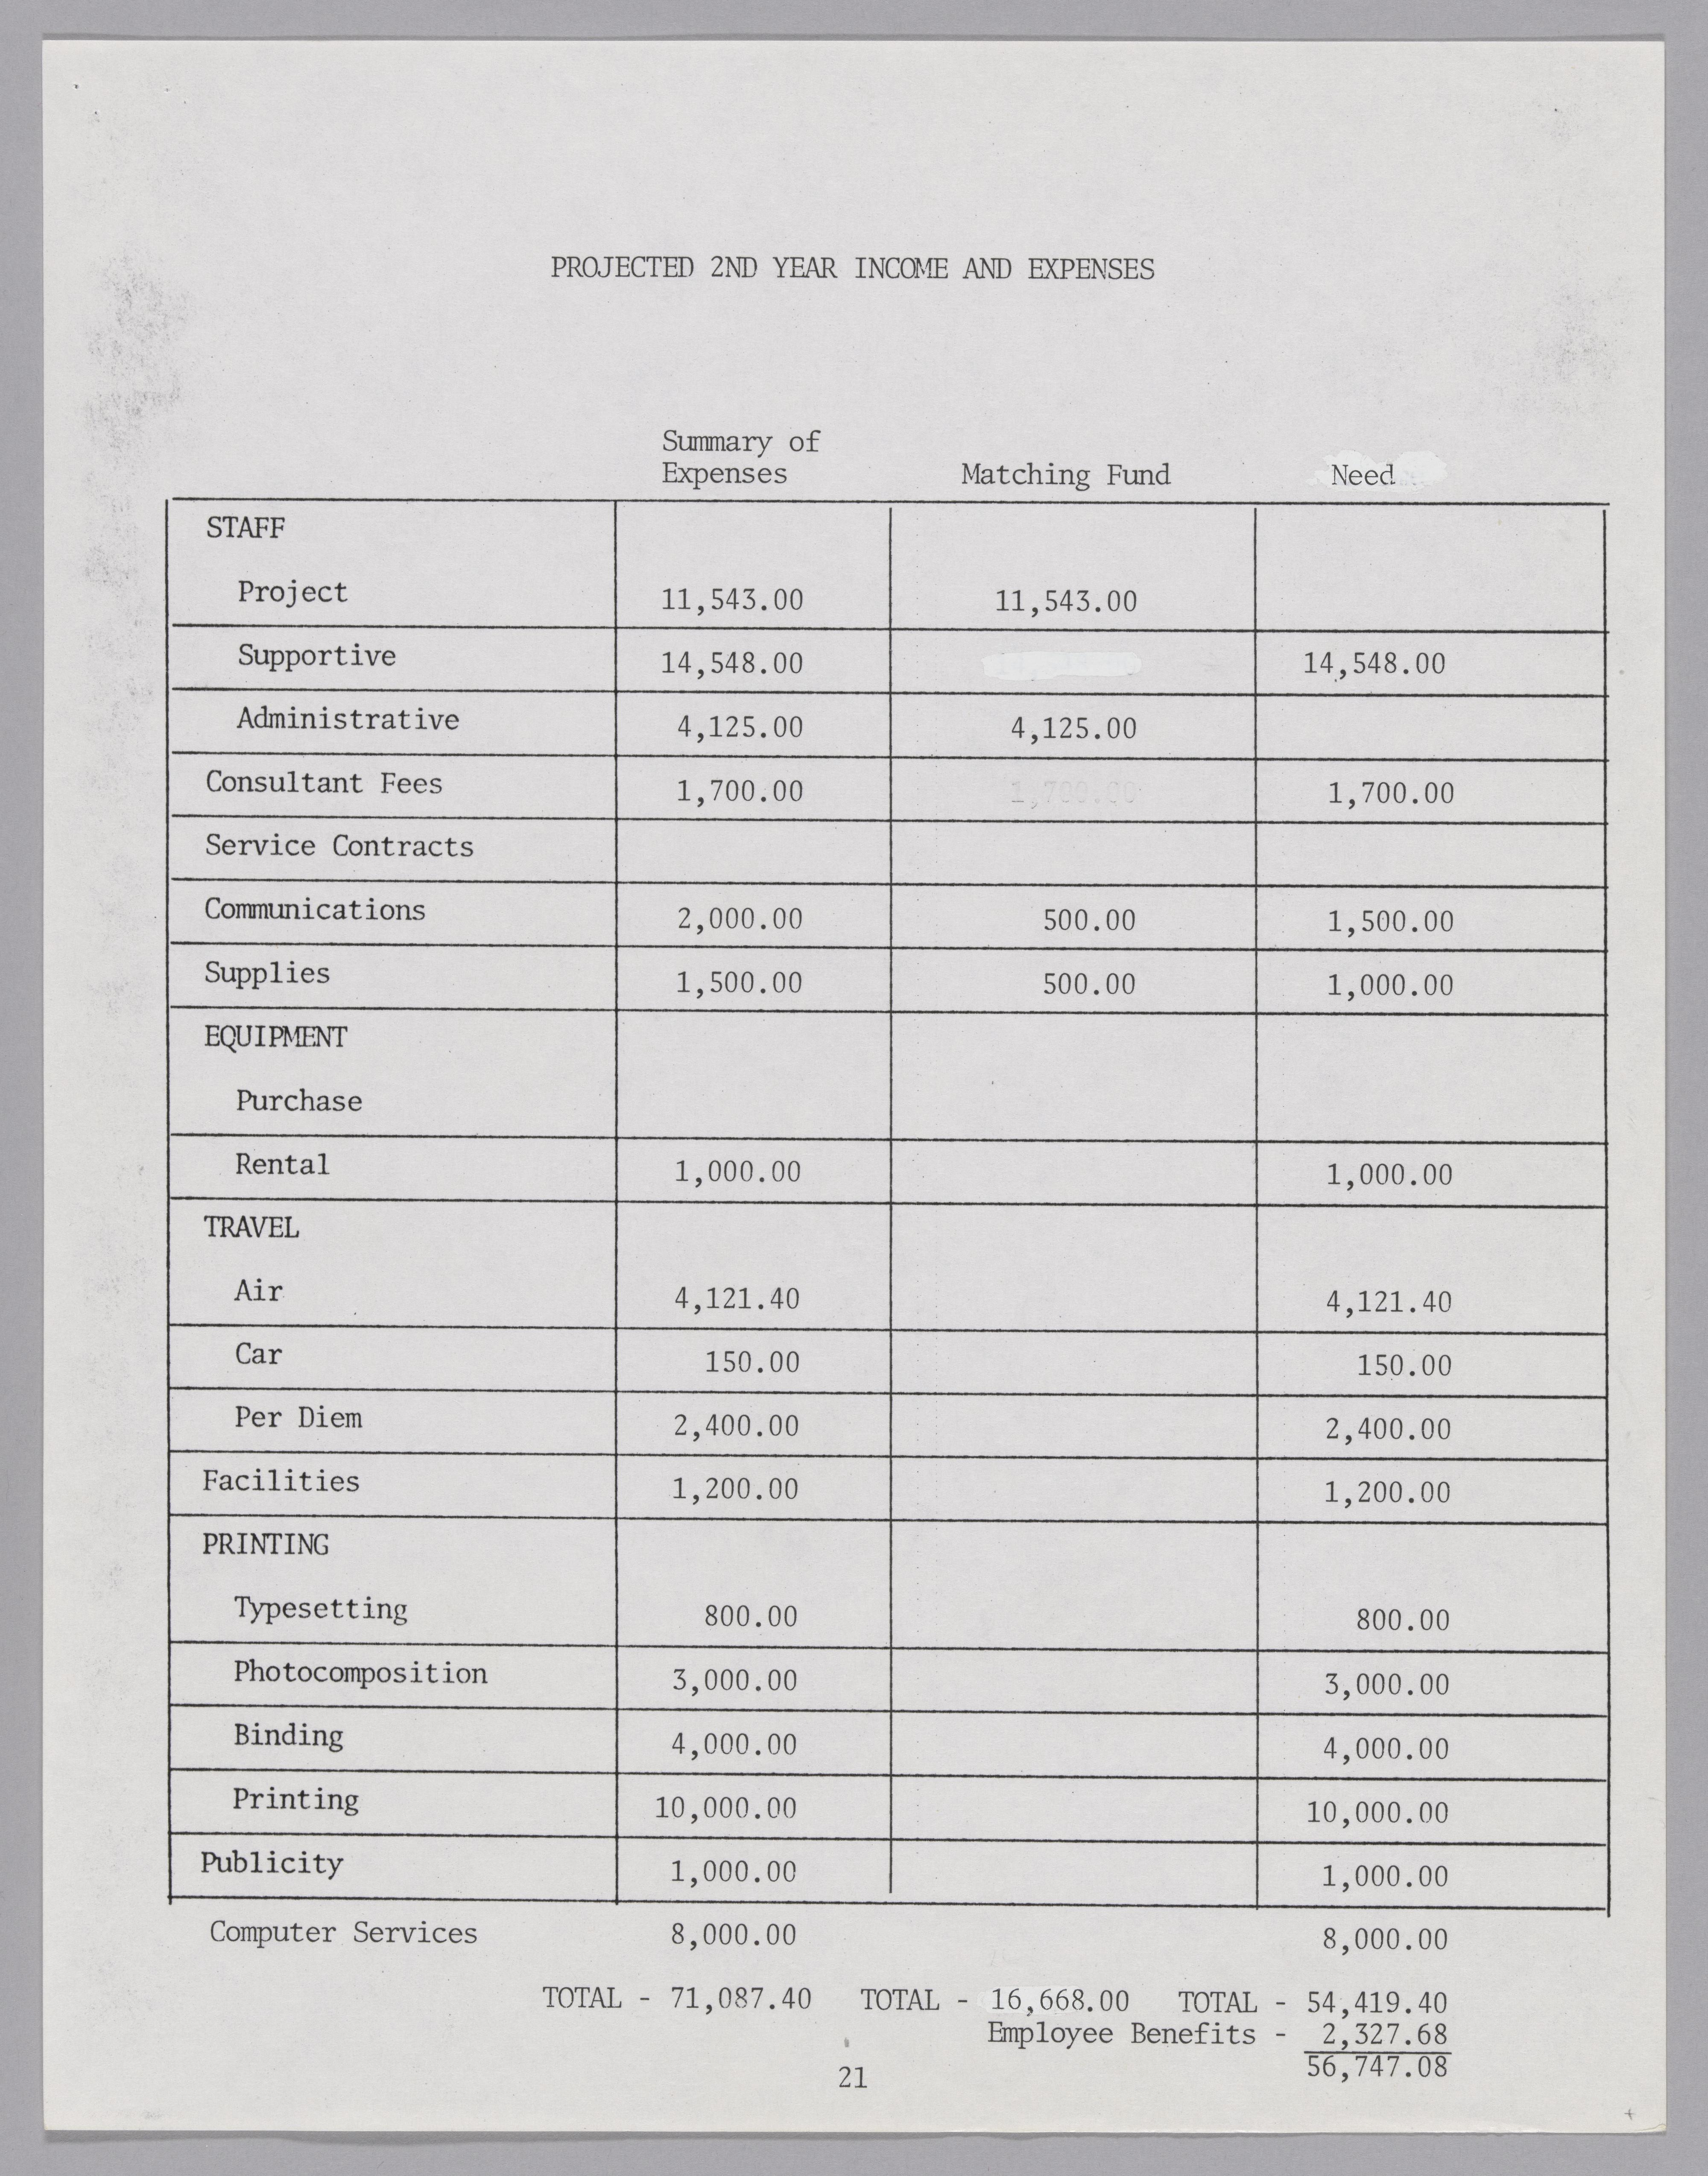 PROJECTED 2ND YEAR INCOME AND EXPENSES
Summary of
Expenses Matching Fund Need
STAFF
Project 11,543.00 11,543.00
Supportive 14,548.00 14,548.00
Administrative 4,125.00 4,125.00
Consultant Fees 1,700.00 1,700.00 1,700.00
Service Contracts
Communications 2,000.00 500.00 1,500.00
Supplies 1,500.00 500.00 1,000.00
EQUIPMENT
Purchase
Rental 1,000.00 1,000.00
TRAVEL
Air 4,121.40 4,121.40
Car 150.00 150.00
Per Diem 2,400.00 2,400.00
Facilities 1,200.00 1,200.00
PRINTING
Typesetting 800.00 800.00
Photocomposition 3,000.00 3,000.00
Binding 4,000.00 4,000.00
Printing 10,000.00 10,000.00
Publicity 1,000.00 1,000.00
Computer Services 8,000.00 8,000.00
TOTAL - 71,087.40 TOTAL - 16,668.00 TOTAL - 54,419.40
Employee Benefits - 2,327.68
56,747.08
21